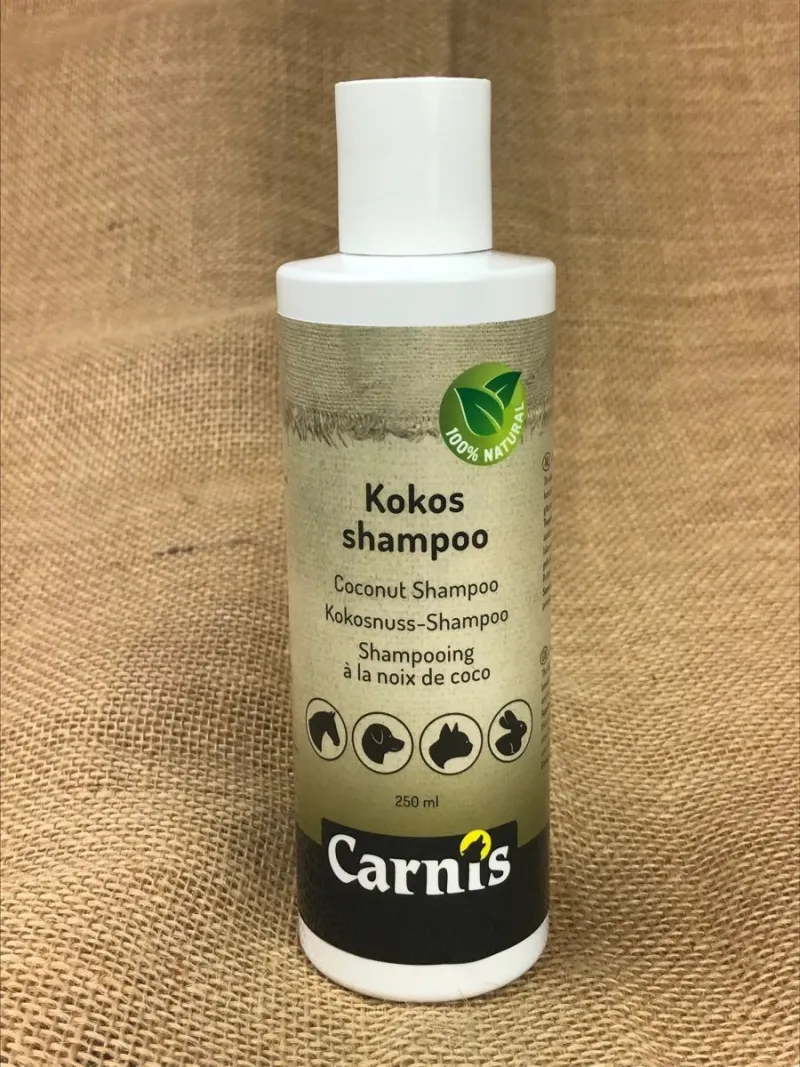 100% NATURAL
Kokos
shampoo
Coconut Shampoo
Kokosnuss-Shampoo
Shampooing
à la noix de coco
250 ml
Carnis